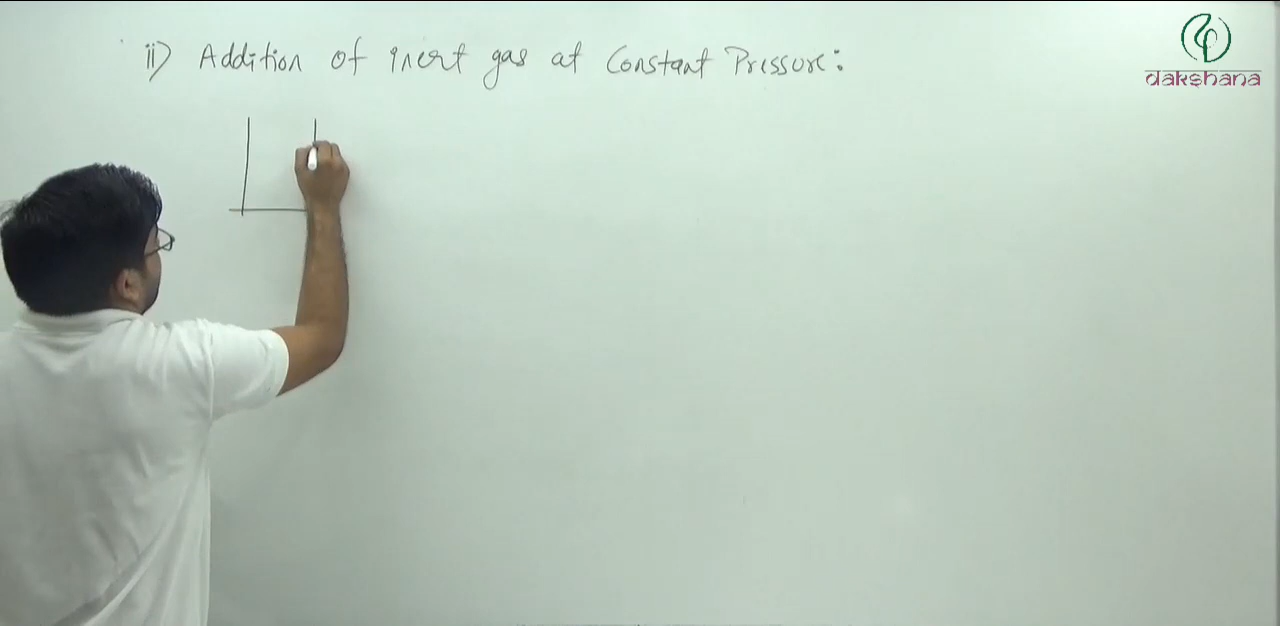 ii) Addition of inert gas at Constant Pressure:
dakshana